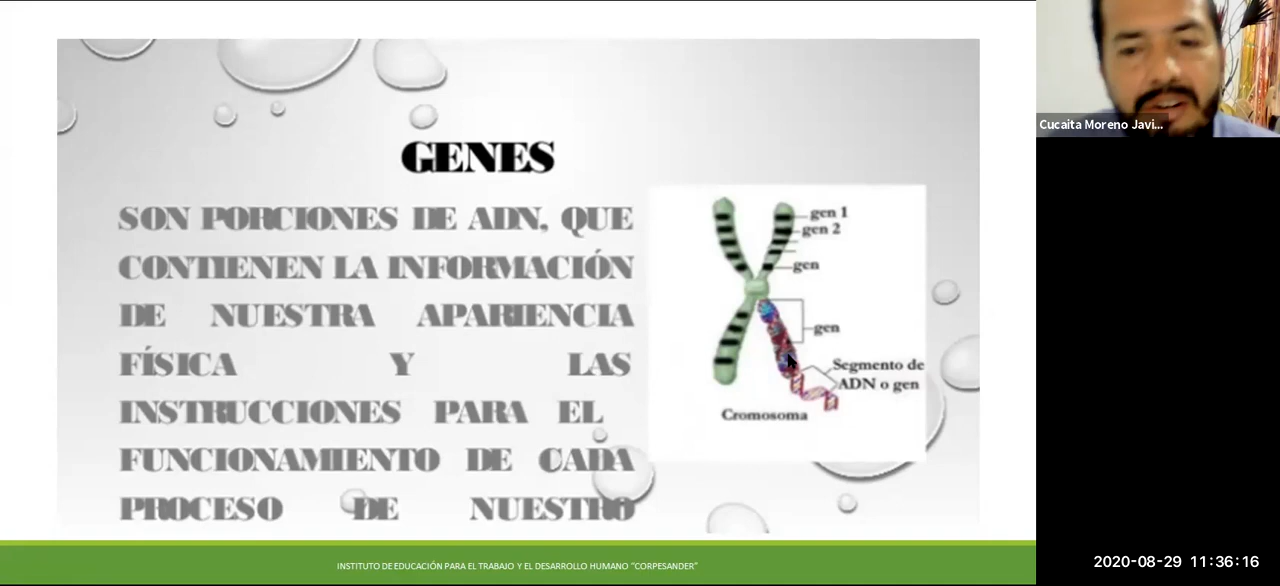 GENES
SON PORCIONES DE ADN, QUE
CONTIENEN LA INFORMACIÓN
DE NUESTRA APARIENCIA
FÍSICA Y LAS
INSTRUCCIONES PARA EL
FUNCIONAMIENTO DE CADA
PROCESO DE NUESTRO
gen 1
gen 2
gen
gen
Segmento de
ADN o gen
Cromosoma
INSTITUTO DE EDUCACIÓN PARA EL TRABAJO Y EL DESARROLLO HUMANO “CORPESANDER”
Cucaita Moreno Javi...
2020-08-29 11:36:16